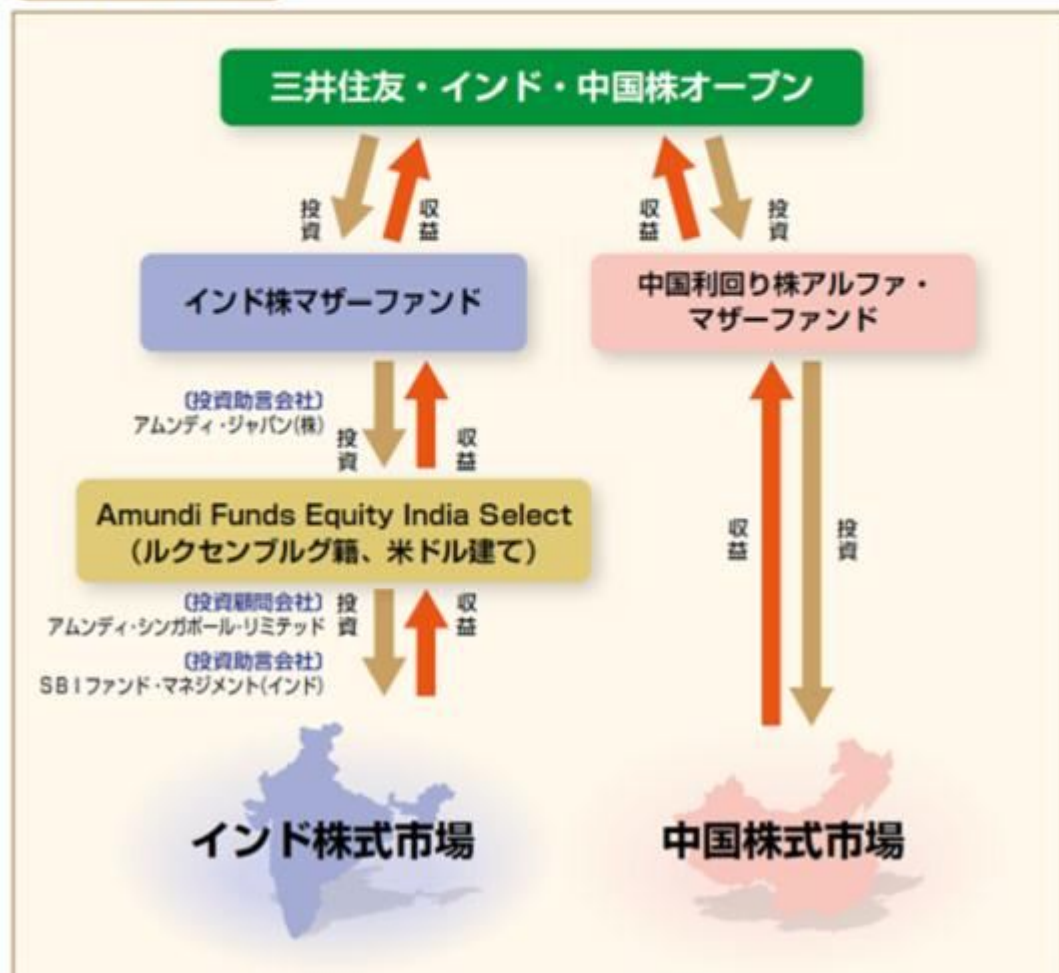 三井住友・インド・中国株オープン
投資
収益
収益
投資
インド株マザーファンド
中国利回り株アルファ・
マザーファンド
〔投資助言会社〕
アムンディ・ジャパン(株)
投資
収益
Amundi Funds Equity India Select
(ルクセンブルグ籍、米ドル建て)
収益
投資
〔投資顧問会社〕
アムンディ・シンガポール・リミテッド
投資
収益
〔投資助言会社〕
SBIファンド・マネジメント(インド)
インド株式市場
中国株式市場